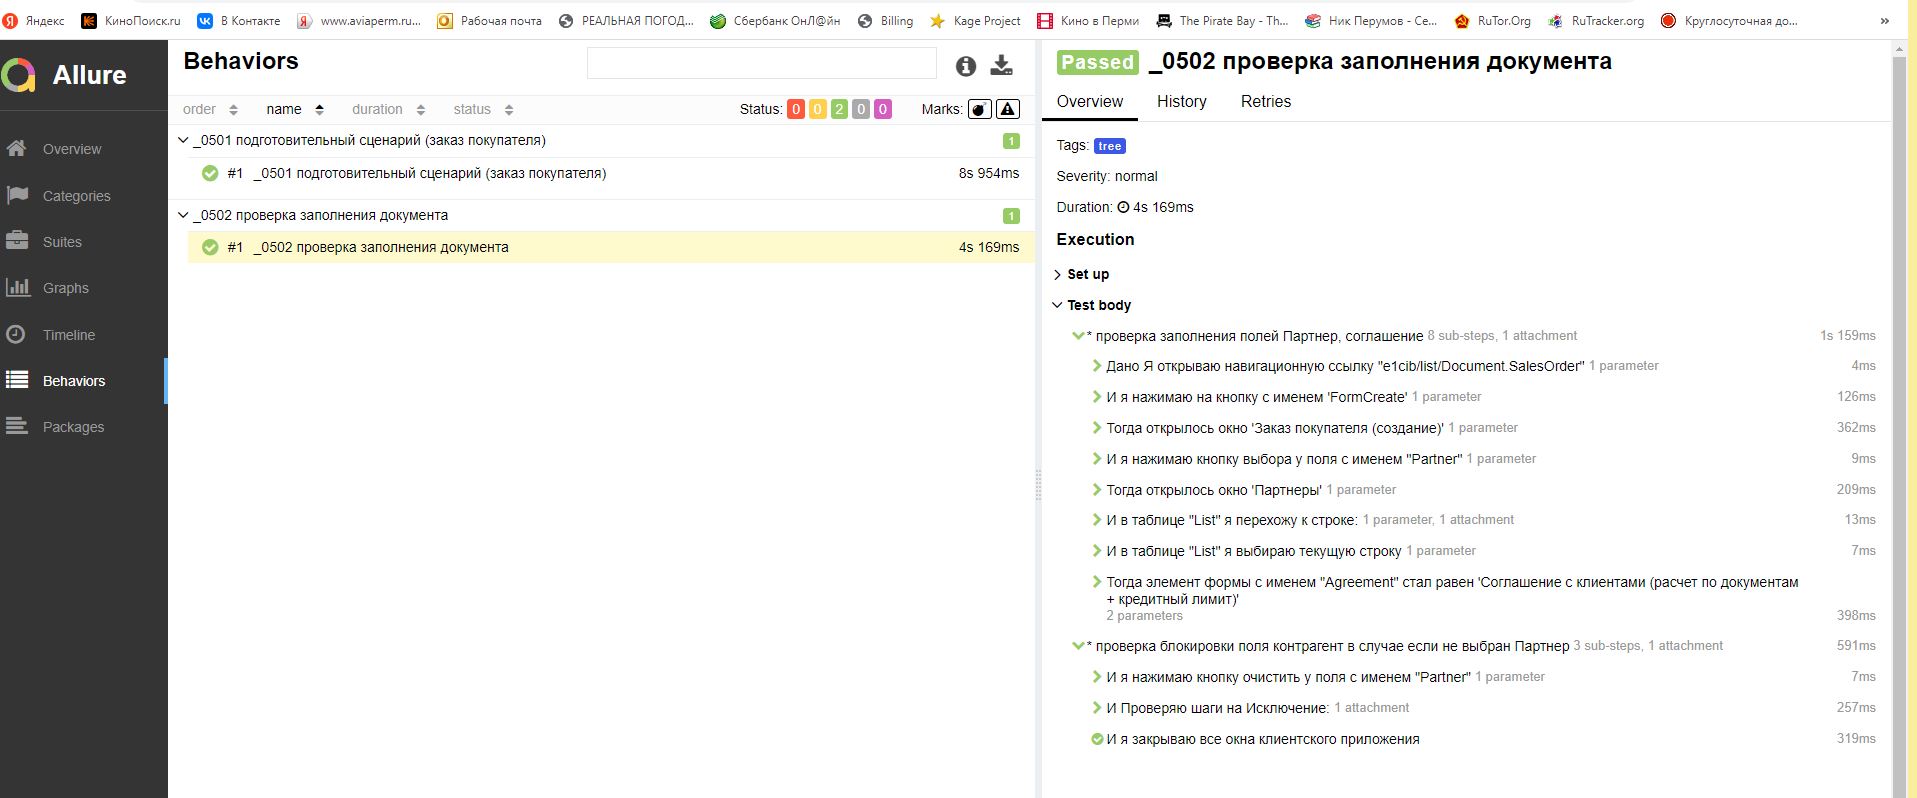 Яндекс КиноПоиск.ru В Контакте www.aviaperm.ru... Рабочая почта РЕАЛЬНАЯ ПОГОД... Сбербанк ОнЛ@йн Billing Kage Project Кино в Перми The Pirate Bay - Th... Ник Перумов - Се... RuTor.Org RuTracker.org Круглосуточная до... »
Allure
Overview
Categories
Suites
Graphs
Timeline
Behaviors
Packages
Behaviors
order name duration status Status: 0 0 2 0 0 Marks:
_0501 подготовительный сценарий (заказ покупателя) 1
#1 _0501 подготовительный сценарий (заказ покупателя) 8s 954ms
_0502 проверка заполнения документа 1
#1 _0502 проверка заполнения документа 4s 169ms
Passed _0502 проверка заполнения документа
Overview History Retries
Tags: tree
Severity: normal
Duration: 4s 169ms
Execution
Set up
Test body
* проверка заполнения полей Партнер, соглашение 8 sub-steps, 1 attachment 1s 159ms
Дано Я открываю навигационную ссылку "e1cib/list/Document.SalesOrder" 1 parameter 4ms
И я нажимаю на кнопку с именем 'FormCreate' 1 parameter 126ms
Тогда открылось окно 'Заказ покупателя (создание)' 1 parameter 362ms
И я нажимаю кнопку выбора у поля с именем "Partner" 1 parameter 9ms
Тогда открылось окно 'Партнеры' 1 parameter 209ms
И в таблице "List" я перехожу к строке: 1 parameter, 1 attachment 13ms
И в таблице "List" я выбираю текущую строку 1 parameter 7ms
Тогда элемент формы с именем "Agreement" стал равен 'Соглашение с клиентами (расчет по документам
+ кредитный лимит)'
2 parameters 398ms
* проверка блокировки поля контрагент в случае если не выбран Партнер 3 sub-steps, 1 attachment 591ms
И я нажимаю кнопку очистить у поля с именем "Partner" 1 parameter 7ms
И Проверяю шаги на Исключение: 1 attachment 257ms
И я закрываю все окна клиентского приложения 319ms